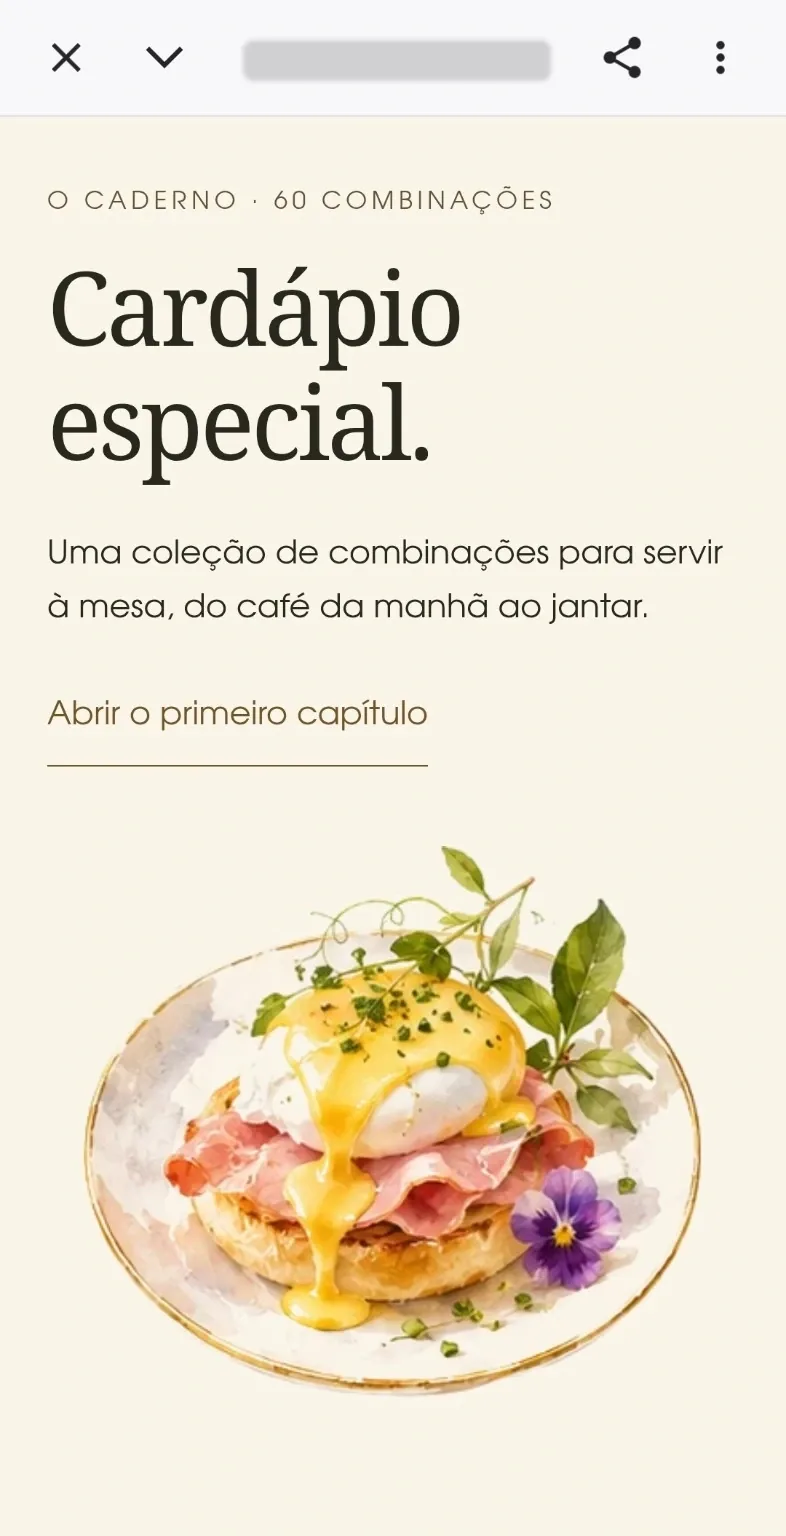 O CADERNO · 60 COMBINAÇÕES
Cardápio
especial.
Uma coleção de combinações para servir
à mesa, do café da manhã ao jantar.
Abrir o primeiro capítulo